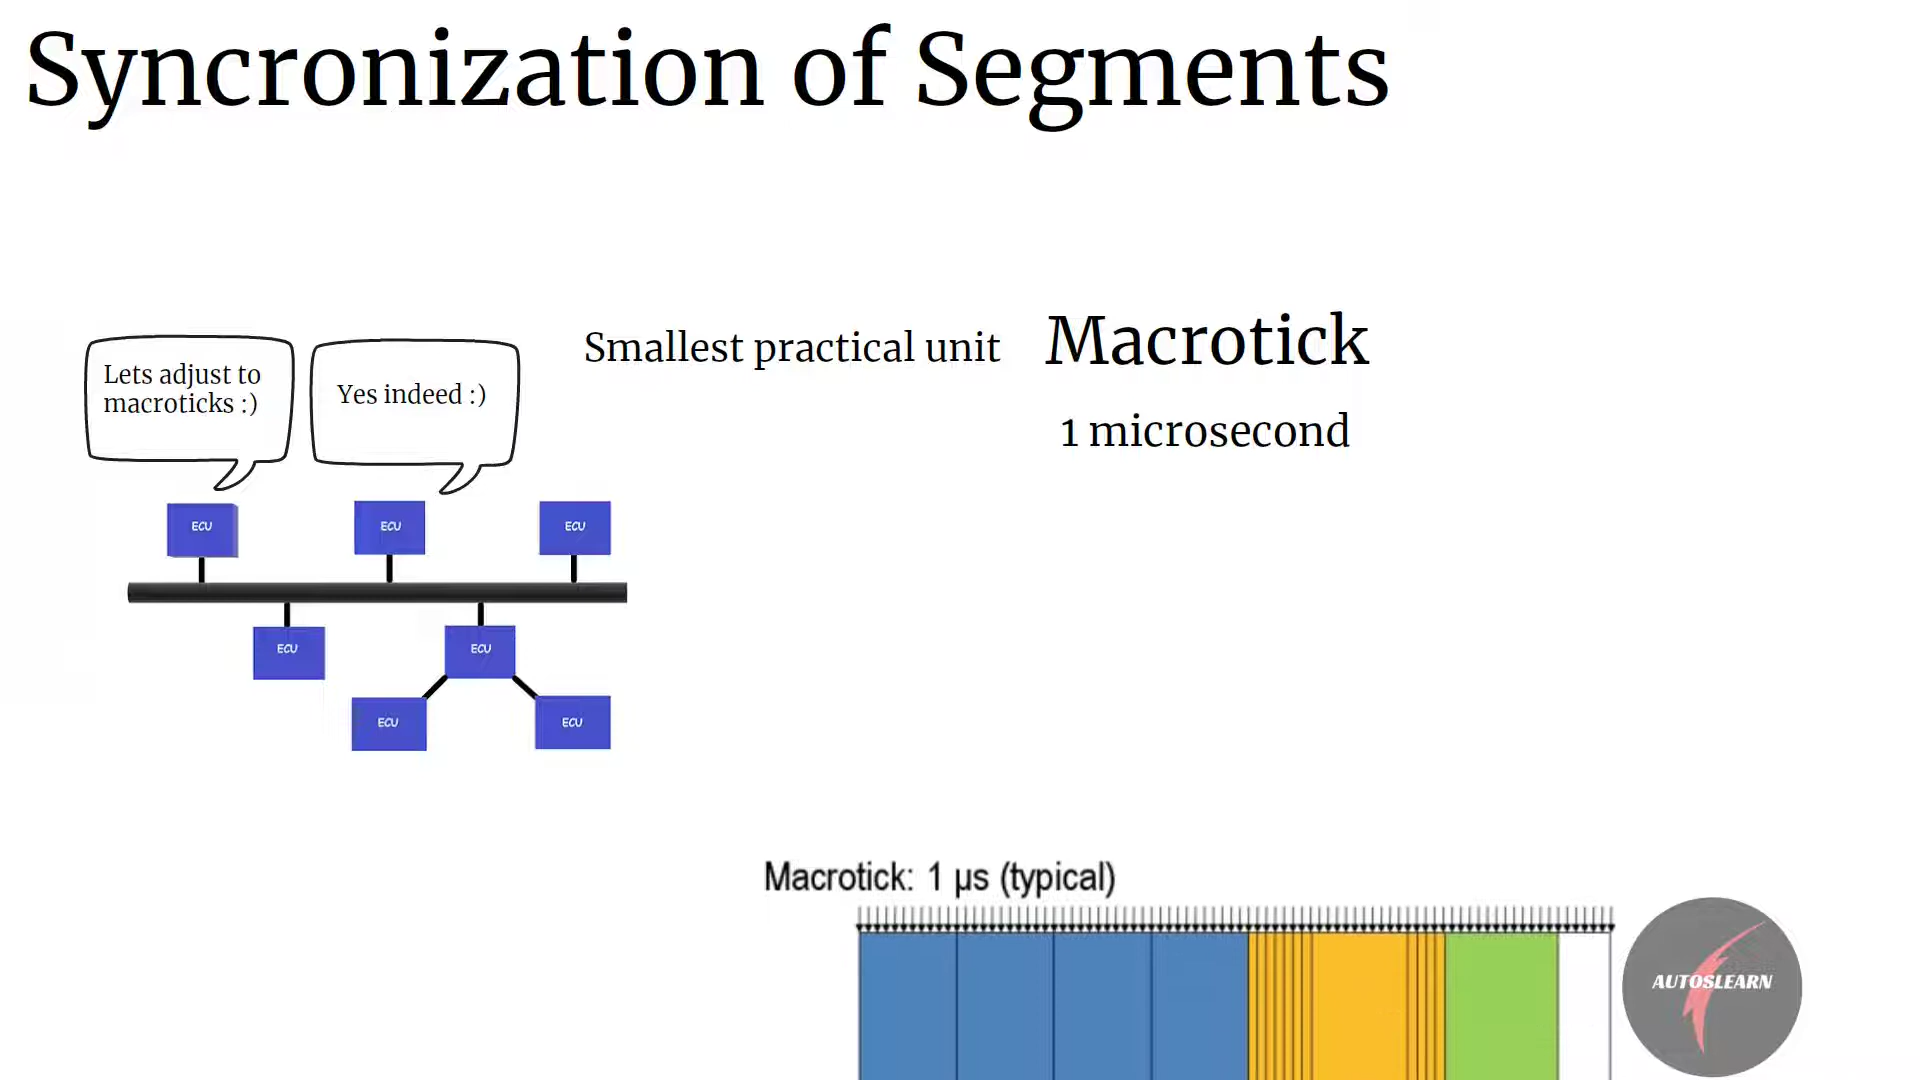 Syncronization of Segments
Smallest practical unit Macrotick
1 microsecond
Lets adjust to
macroticks :)
Yes indeed :)
ECU
ECU
ECU
ECU
ECU
ECU
ECU
Macrotick: 1 µs (typical)
AUTOSLEARN